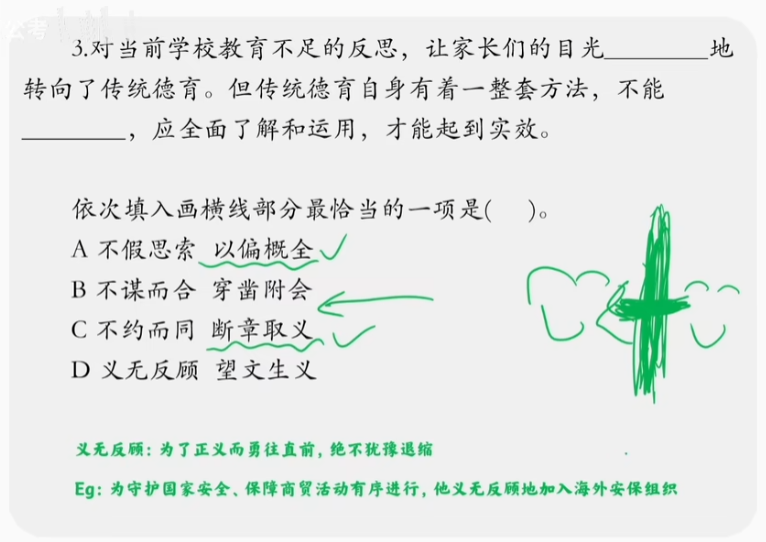 公考
3.对当前学校教育不足的反思，让家长们的目光________地
转向了传统德育。但传统德育自身有着一整套方法，不能
________，应全面了解和运用，才能起到实效。
依次填入画横线部分最恰当的一项是(　)。
A 不假思索 以偏概全
B 不谋而合 穿凿附会
C 不约而同 断章取义
D 义无反顾 望文生义
义无反顾：为了正义而勇往直前，绝不犹豫退缩
Eg：为守护国家安全、保障商贸活动有序进行，他义无反顾地加入海外安保组织